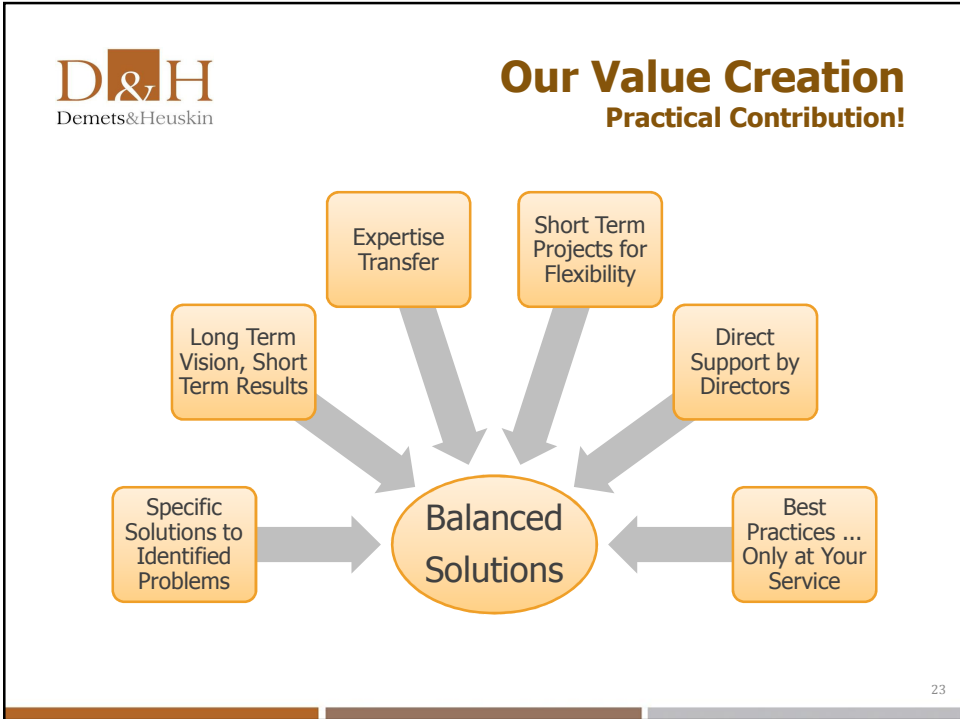 D&H
Demets&Heuskin
Our Value Creation
Practical Contribution!
Expertise
Transfer
Short Term
Projects for
Flexibility
Long Term
Vision, Short
Term Results
Direct
Support by
Directors
Specific
Solutions to
Identified
Problems
Balanced
Solutions
Best
Practices ...
Only at Your
Service
23